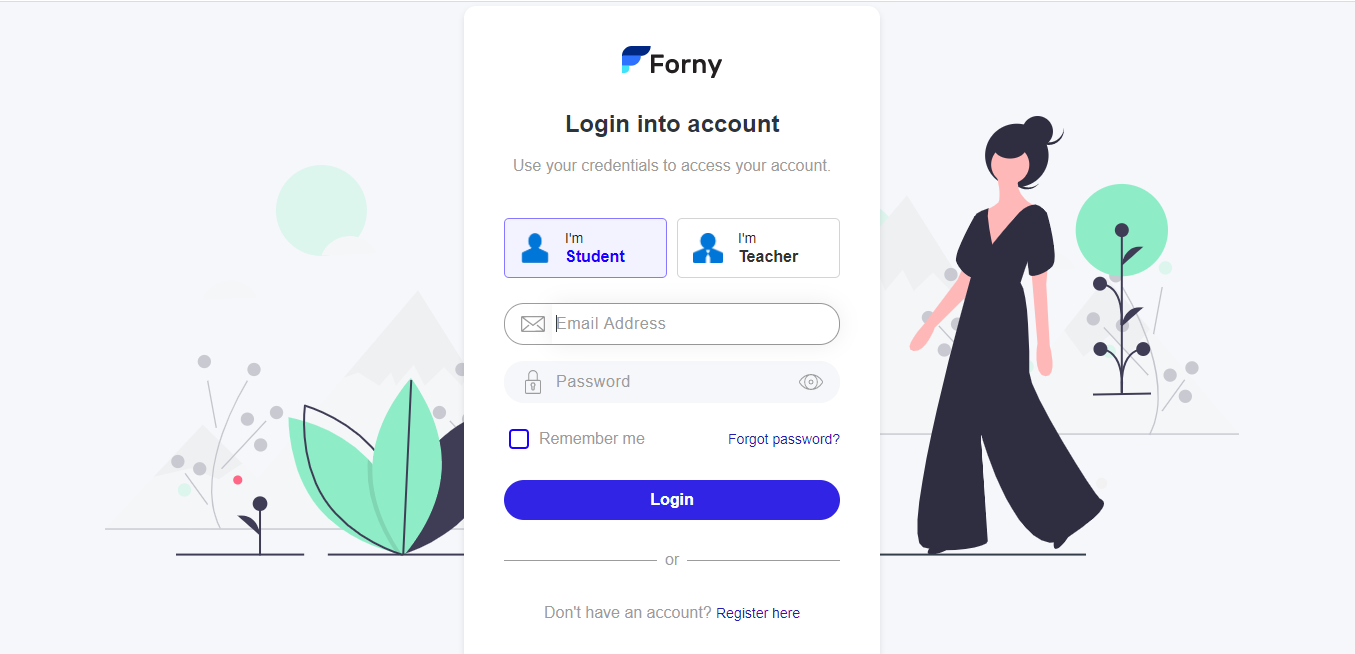 Forny
Login into account
Use your credentials to access your account.
I'm
Student
I'm
Teacher
Email Address
Password
Remember me
Forgot password?
Login
or
Don't have an account? Register here